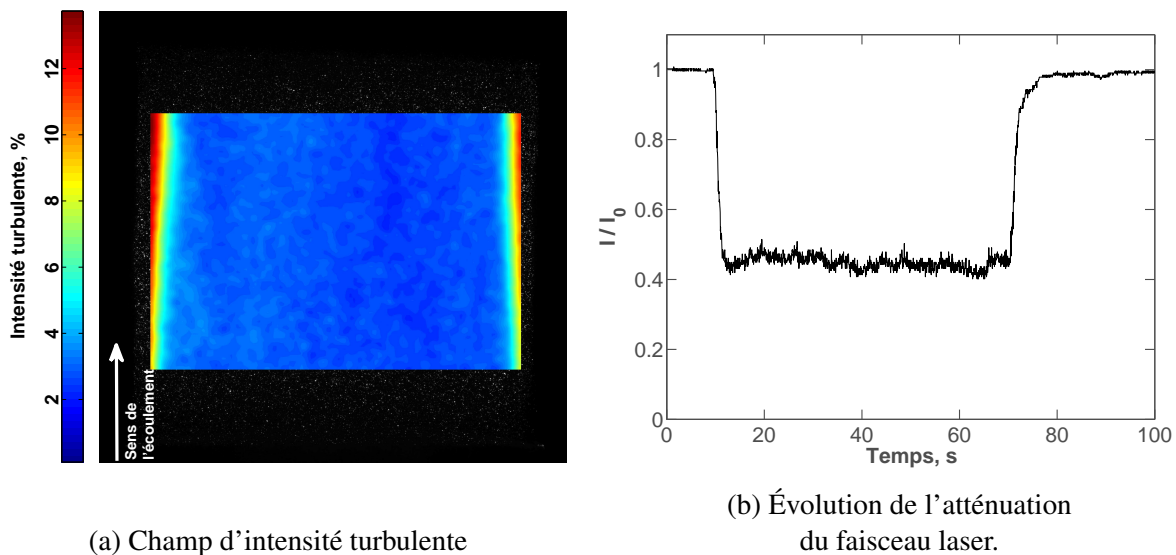 Intensité turbulente, %
12
10
8
6
4
2
Sens de
l'écoulement
(a) Champ d'intensité turbulente
I / I0
1
0.8
0.6
0.4
0.2
0
0 20 40 60 80 100
Temps, s
(b) Évolution de l'atténuation
du faisceau laser.